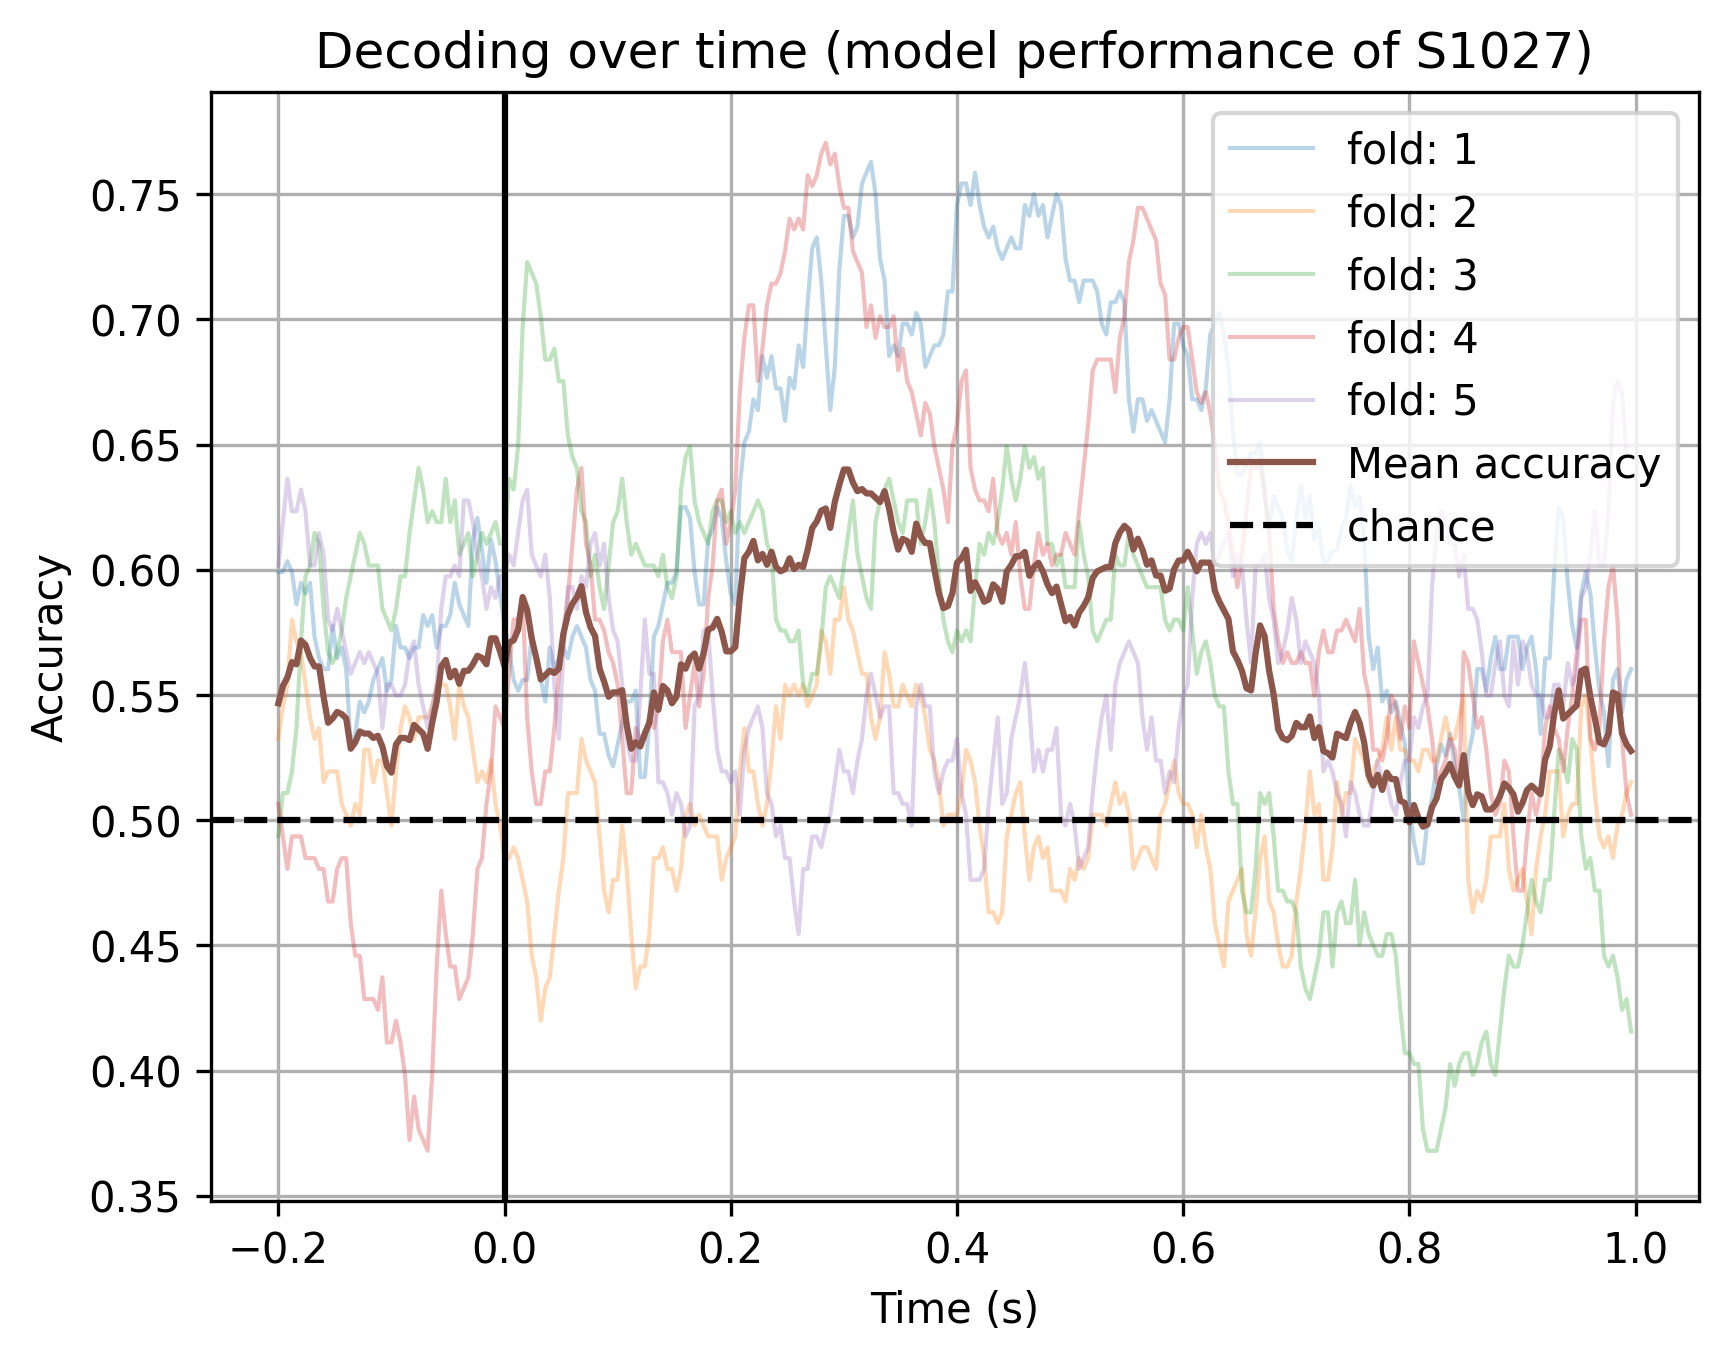 Decoding over time (model performance of S1027)
Accuracy
0.75
0.70
0.65
0.60
0.55
0.50
0.45
0.40
0.35
fold: 1
fold: 2
fold: 3
fold: 4
fold: 5
Mean accuracy
chance
−0.2 0.0 0.2 0.4 0.6 0.8 1.0
Time (s)